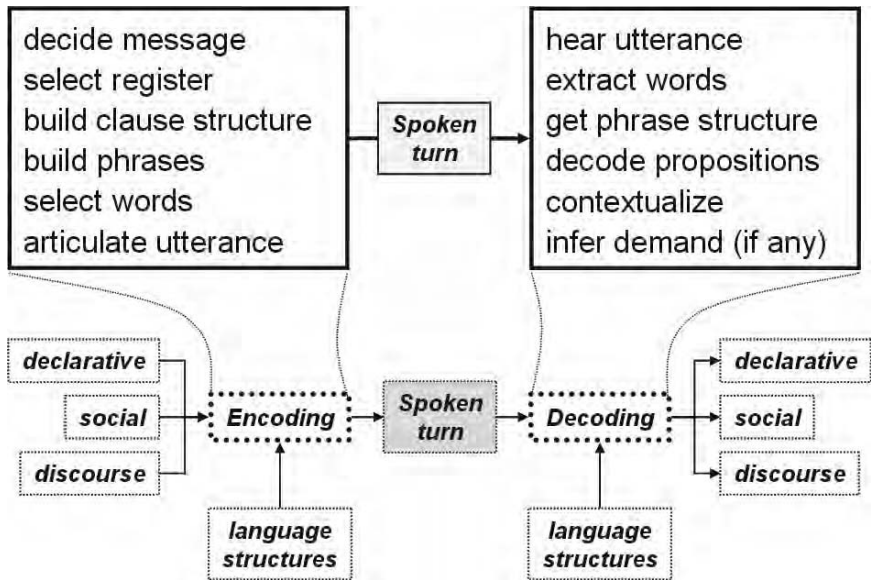 decide message
select register
build clause structure
build phrases
select words
articulate utterance
Spoken
turn
hear utterance
extract words
get phrase structure
decode propositions
contextualize
infer demand (if any)
declarative
social
discourse
Encoding
Spoken
turn
Decoding
declarative
social
discourse
language
structures
language
structures